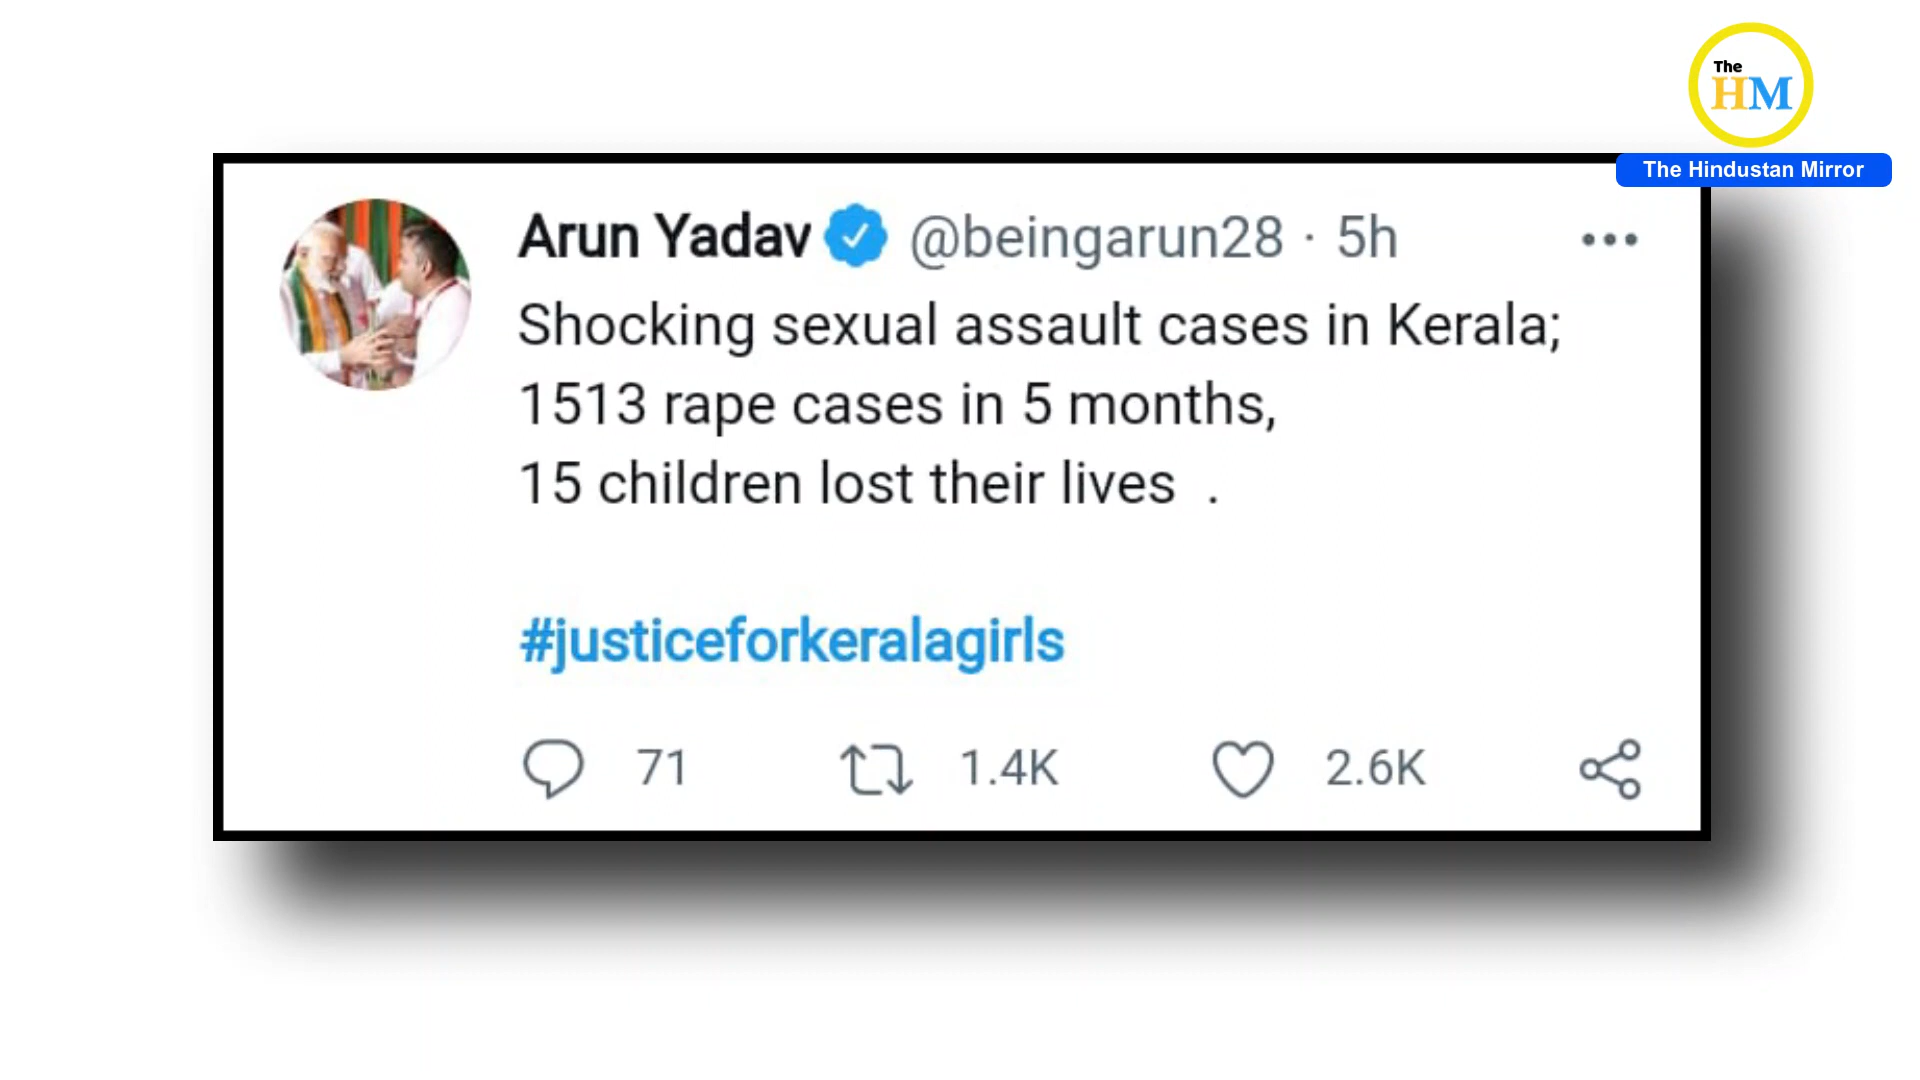 The
HM
The Hindustan Mirror
Arun Yadav @beingarun28 · 5h
Shocking sexual assault cases in Kerala;
1513 rape cases in 5 months,
15 children lost their lives .
#justiceforkeralagirls
71 1.4K 2.6K